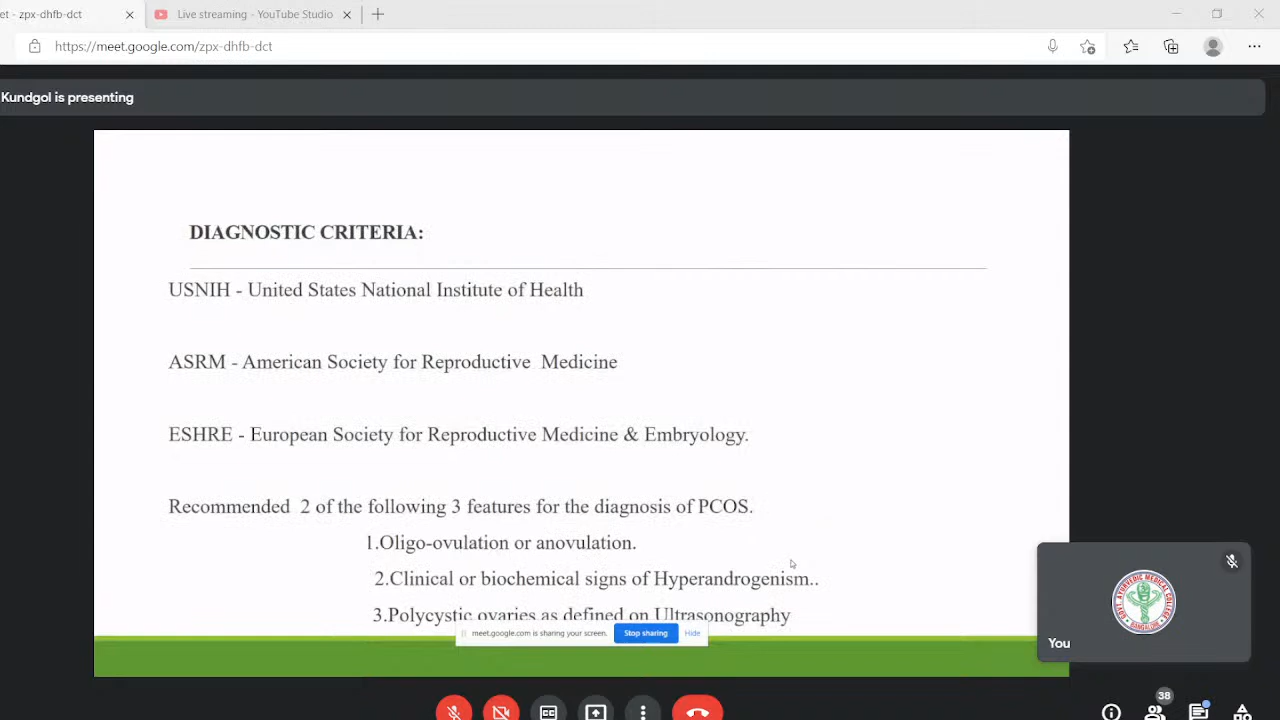 et - zpx-dhfb-dct
Live streaming - YouTube Studio
https://meet.google.com/zpx-dhfb-dct
Kundgol is presenting
DIAGNOSTIC CRITERIA:
USNIH - United States National Institute of Health
ASRM - American Society for Reproductive Medicine
ESHRE - European Society for Reproductive Medicine & Embryology.
Recommended 2 of the following 3 features for the diagnosis of PCOS.
1.Oligo-ovulation or anovulation.
2.Clinical or biochemical signs of Hyperandrogenism..
3.Polycystic ovaries as defined on Ultrasonography
meet.google.com is sharing your screen. Stop sharing Hide
You
38
CC